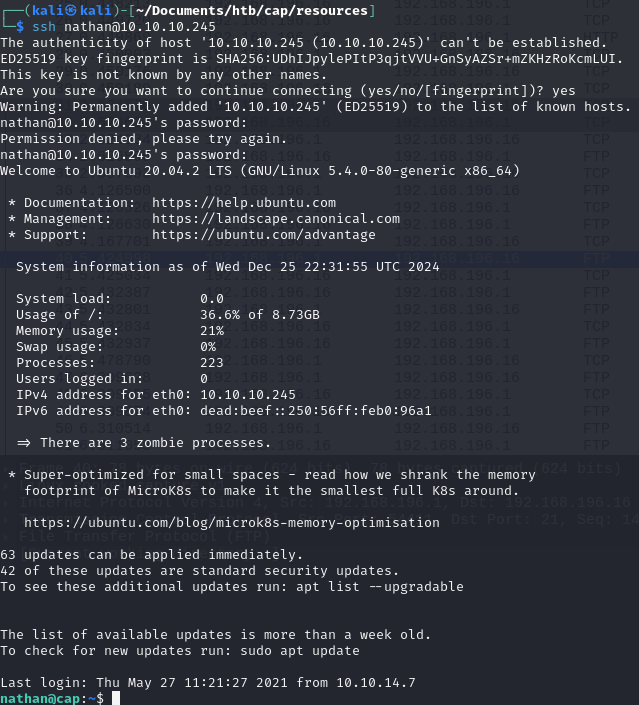 ┌──(kali㉿kali)-[~/Documents/htb/cap/resources]
└─$ ssh nathan@10.10.10.245
The authenticity of host '10.10.10.245 (10.10.10.245)' can't be established.
ED25519 key fingerprint is SHA256:UDhIJpylePItP3qjtVVU+GnSyAZSr+mZKHzRoKcmLUI.
This key is not known by any other names.
Are you sure you want to continue connecting (yes/no/[fingerprint])? yes
Warning: Permanently added '10.10.10.245' (ED25519) to the list of known hosts.
nathan@10.10.10.245's password:
Permission denied, please try again.
nathan@10.10.10.245's password:
Welcome to Ubuntu 20.04.2 LTS (GNU/Linux 5.4.0-80-generic x86_64)
* Documentation: https://help.ubuntu.com
* Management: https://landscape.canonical.com
* Support: https://ubuntu.com/advantage
System information as of Wed Dec 25 22:31:55 UTC 2024
System load: 0.0
Usage of /: 36.6% of 8.73GB
Memory usage: 21%
Swap usage: 0%
Processes: 223
Users logged in: 0
IPv4 address for eth0: 10.10.10.245
IPv6 address for eth0: dead:beef::250:56ff:feb0:96a1
=> There are 3 zombie processes.
* Super-optimized for small spaces - read how we shrank the memory
footprint of MicroK8s to make it the smallest full K8s around.
https://ubuntu.com/blog/microk8s-memory-optimisation
63 updates can be applied immediately.
42 of these updates are standard security updates.
To see these additional updates run: apt list --upgradable
The list of available updates is more than a week old.
To check for new updates run: sudo apt update
Last login: Thu May 27 11:21:27 2021 from 10.10.14.7
nathan@cap:~$